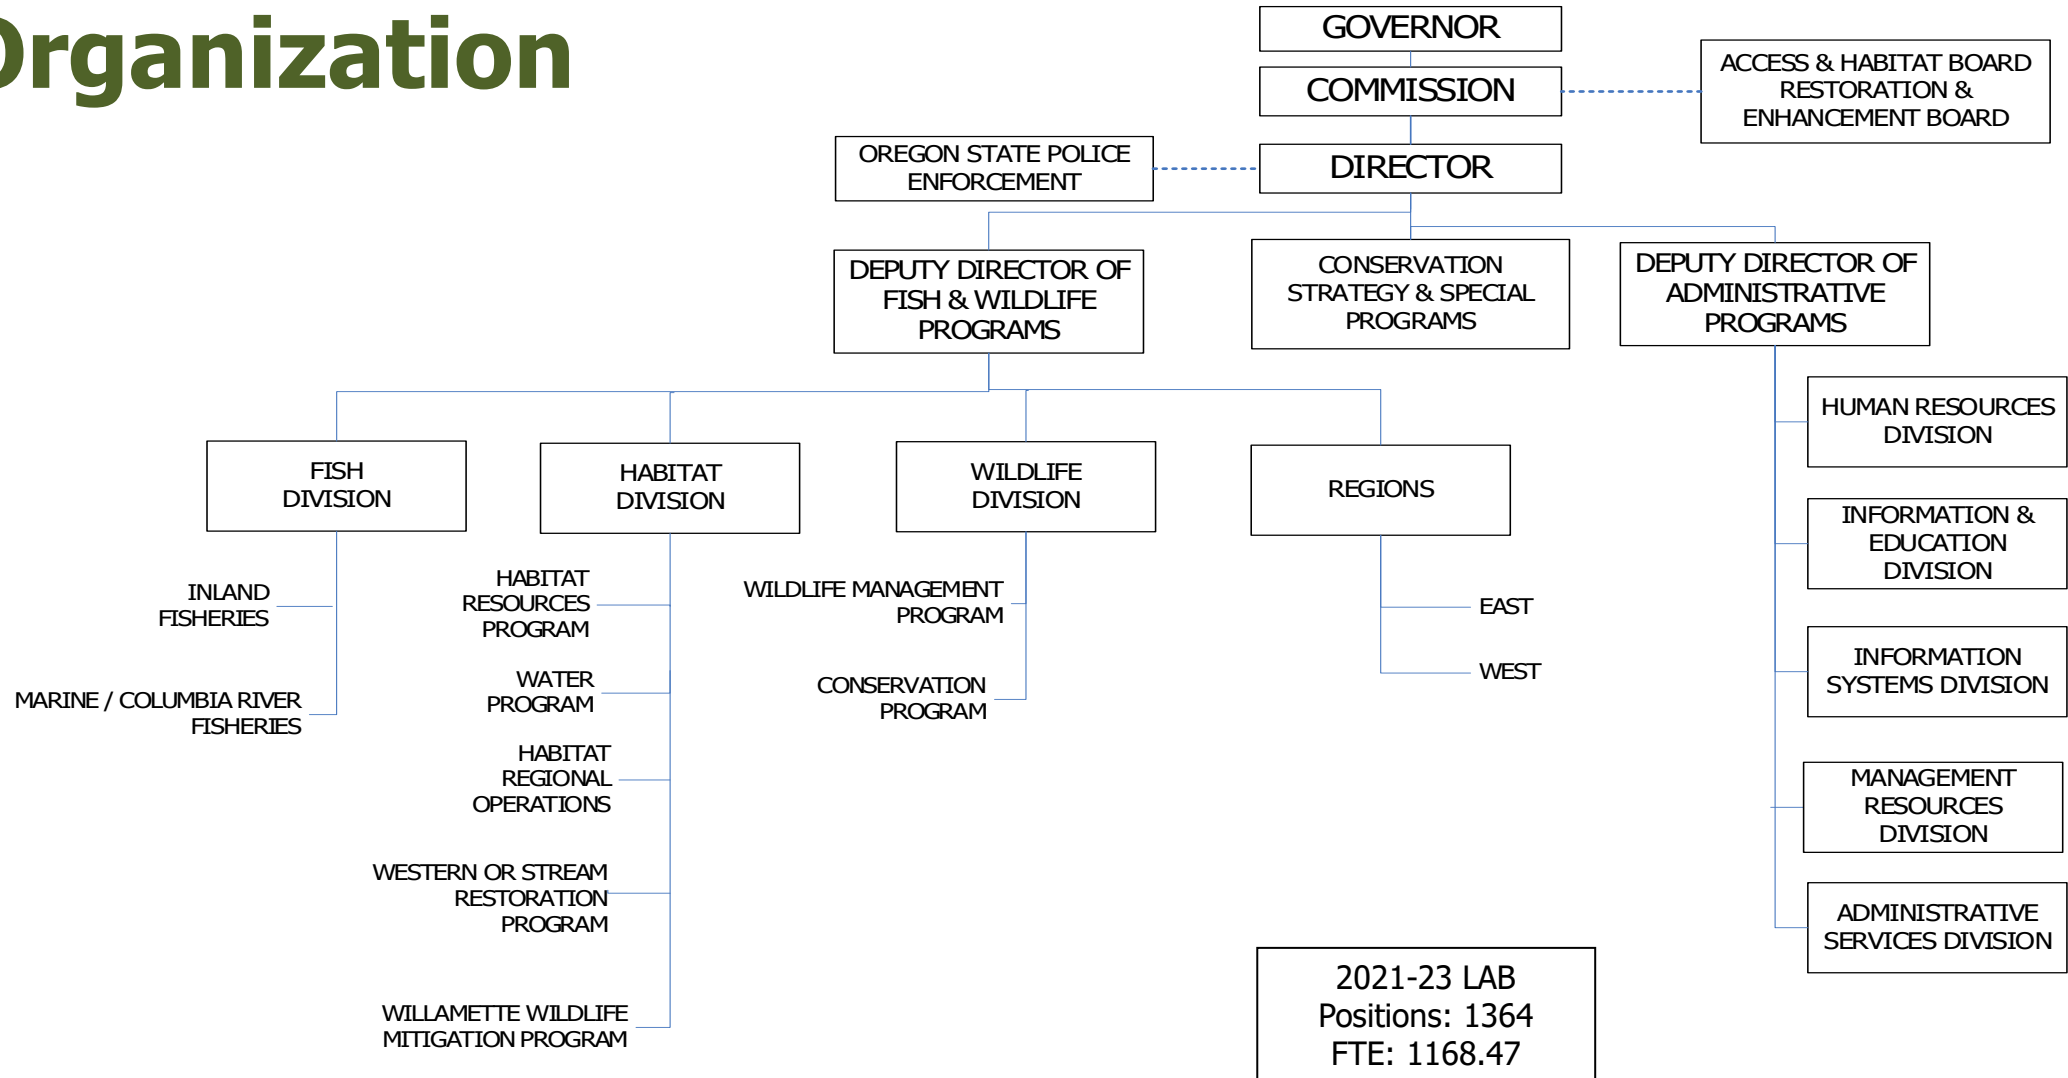 Organization
GOVERNOR
COMMISSION
ACCESS & HABITAT BOARD
RESTORATION &
ENHANCEMENT BOARD
OREGON STATE POLICE
ENFORCEMENT
DIRECTOR
DEPUTY DIRECTOR OF
FISH & WILDLIFE
PROGRAMS
CONSERVATION
STRATEGY & SPECIAL
PROGRAMS
DEPUTY DIRECTOR OF
ADMINISTRATIVE
PROGRAMS
FISH
DIVISION
INLAND
FISHERIES
MARINE / COLUMBIA RIVER
FISHERIES
HABITAT
DIVISION
HABITAT
RESOURCES
PROGRAM
WATER
PROGRAM
HABITAT
REGIONAL
OPERATIONS
WESTERN OR STREAM
RESTORATION
PROGRAM
WILLAMETTE WILDLIFE
MITIGATION PROGRAM
WILDLIFE
DIVISION
WILDLIFE MANAGEMENT
PROGRAM
CONSERVATION
PROGRAM
REGIONS
EAST
WEST
HUMAN RESOURCES
DIVISION
INFORMATION &
EDUCATION
DIVISION
INFORMATION
SYSTEMS DIVISION
MANAGEMENT
RESOURCES
DIVISION
ADMINISTRATIVE
SERVICES DIVISION
2021-23 LAB
Positions: 1364
FTE: 1168.47